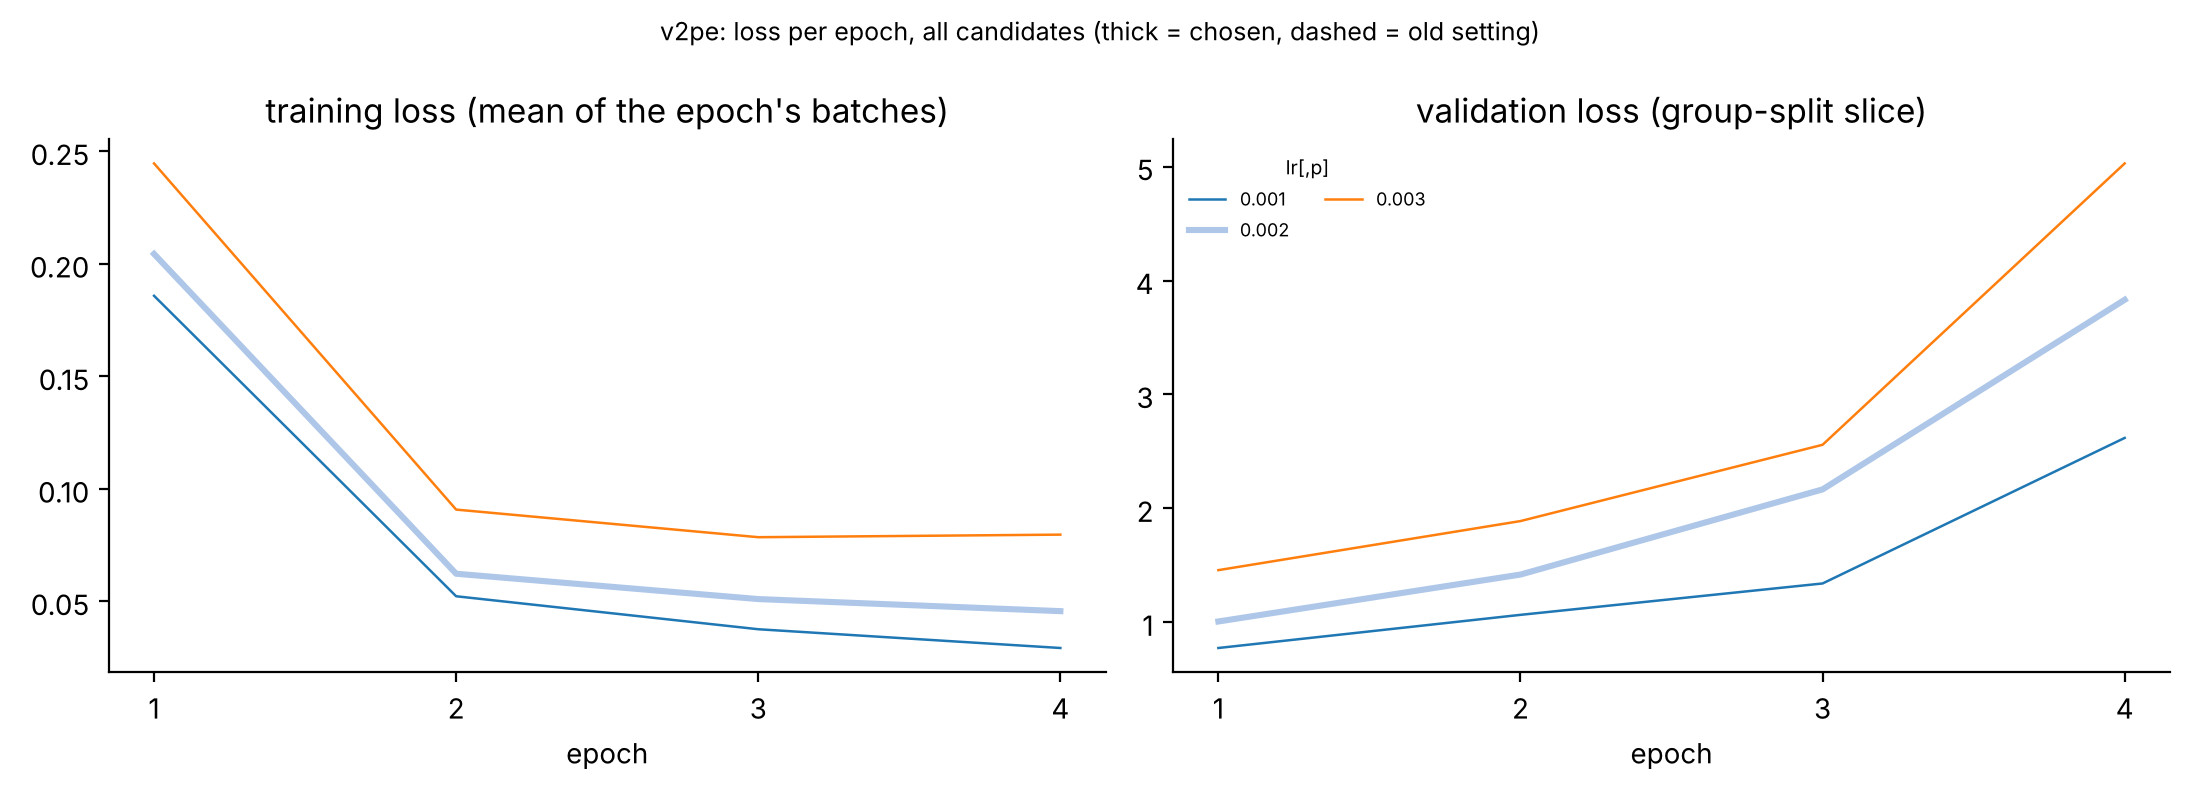 v2pe: loss per epoch, all candidates (thick = chosen, dashed = old setting)
training loss (mean of the epoch's batches)
0.25
0.20
0.15
0.10
0.05
1 2 3 4
epoch
validation loss (group-split slice)
lr[,p]
0.001 0.003
0.002
5
4
3
2
1
1 2 3 4
epoch